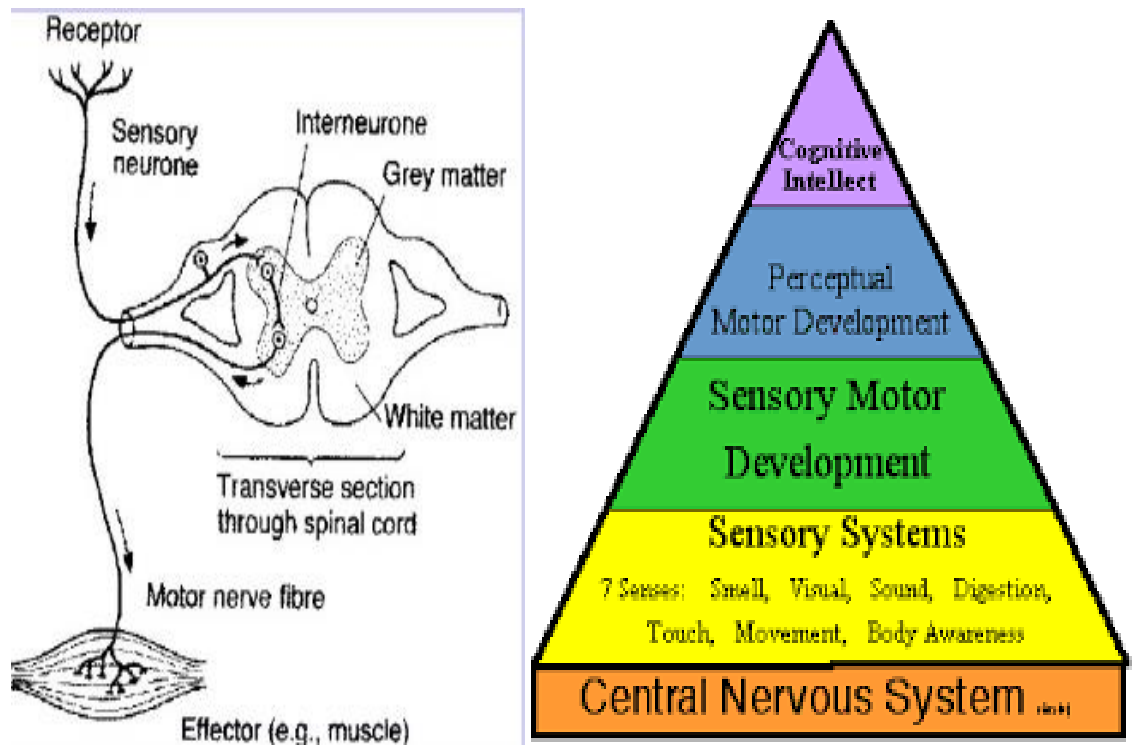 Receptor
Sensory
neurone
Interneurone
Grey matter
White matter
Transverse section
through spinal cord
Motor nerve fibre
Effector (e.g., muscle)
Cognitive
Intellect
Perceptual
Motor Development
Sensory Motor
Development
Sensory Systems
7 Senses: Smell, Visual, Sound, Digestion,
Touch, Movement, Body Awareness
Central Nervous System